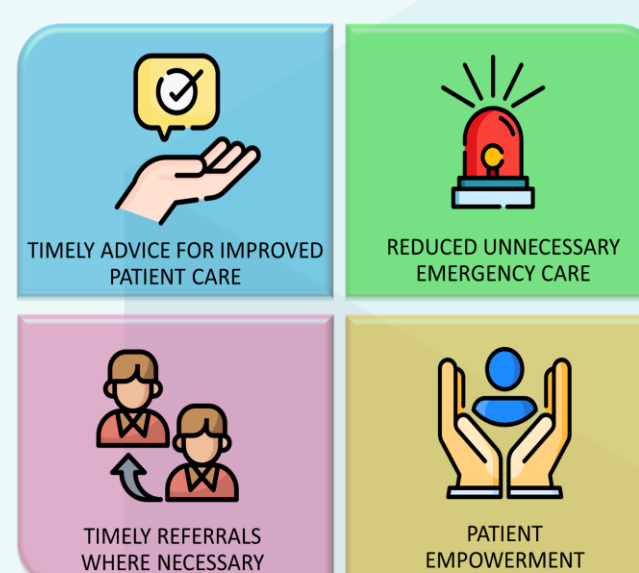 TIMELY ADVICE FOR IMPROVED
PATIENT CARE
REDUCED UNNECESSARY
EMERGENCY CARE
TIMELY REFERRALS
WHERE NECESSARY
PATIENT
EMPOWERMENT